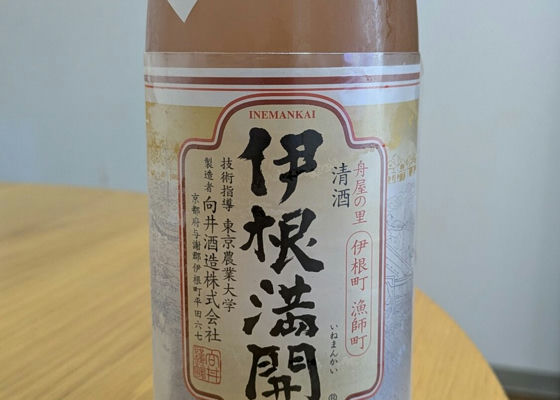 INEMANKAI
舟屋の里
伊根町 漁師町
清酒
伊根満開
いねまんかい
®
技術指導 東京農業大学
製造者 向井酒造株式会社
京都府与謝郡伊根町平田六七